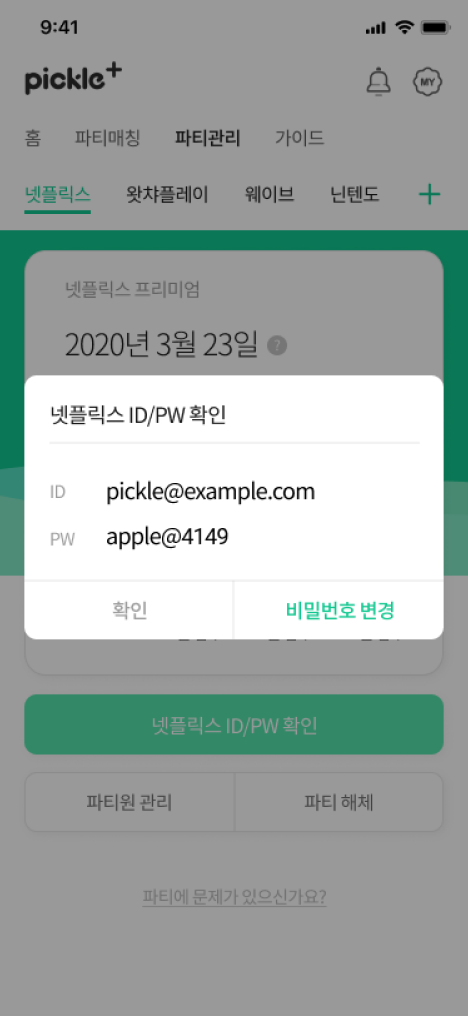 9:41
pickle+
MY
홈 파티매칭 파티관리 가이드
넷플릭스 왓챠플레이 웨이브 닌텐도 +
넷플릭스 프리미엄
2020년 3월 23일 ?
넷플릭스 ID/PW 확인
ID pickle@example.com
PW apple@4149
확인 비밀번호 변경
넷플릭스 ID/PW 확인
파티원 관리 파티 해체
파티에 문제가 있으신가요?